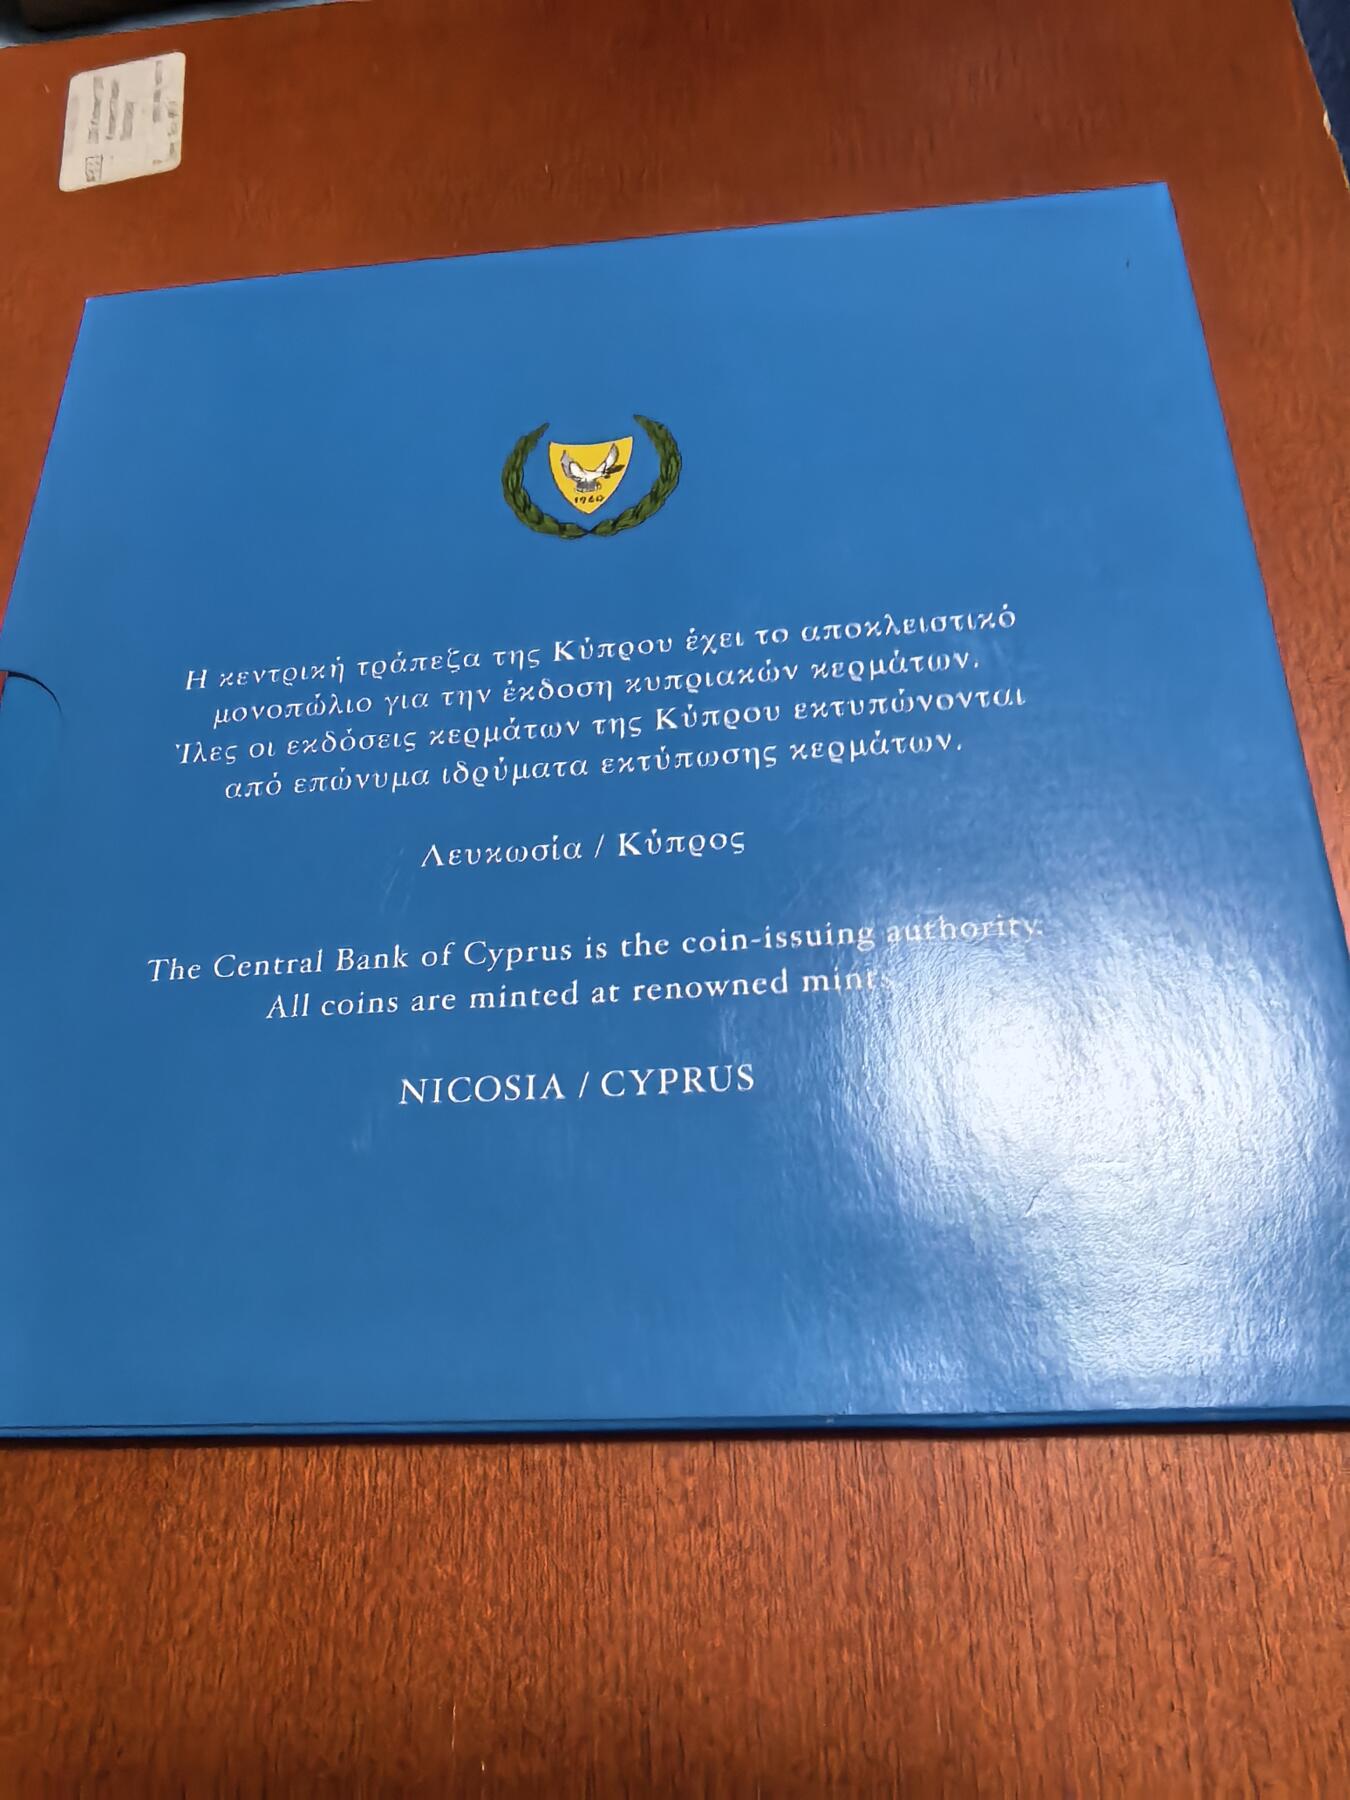 1960
Η κεντρική τράπεζα της Κύπρου έχει το αποκλειστικό
μονοπώλιο για την έκδοση κυπριακών κερμάτων.
Ίλες οι εκδόσεις κερμάτων της Κύπρου εκτυπώνονται
από επώνυμα ιδρύματα εκτύπωσης κερμάτων.
Λευκωσία / Κύπρος
The Central Bank of Cyprus is the coin-issuing authority.
All coins are minted at renowned mints
NICOSIA / CYPRUS